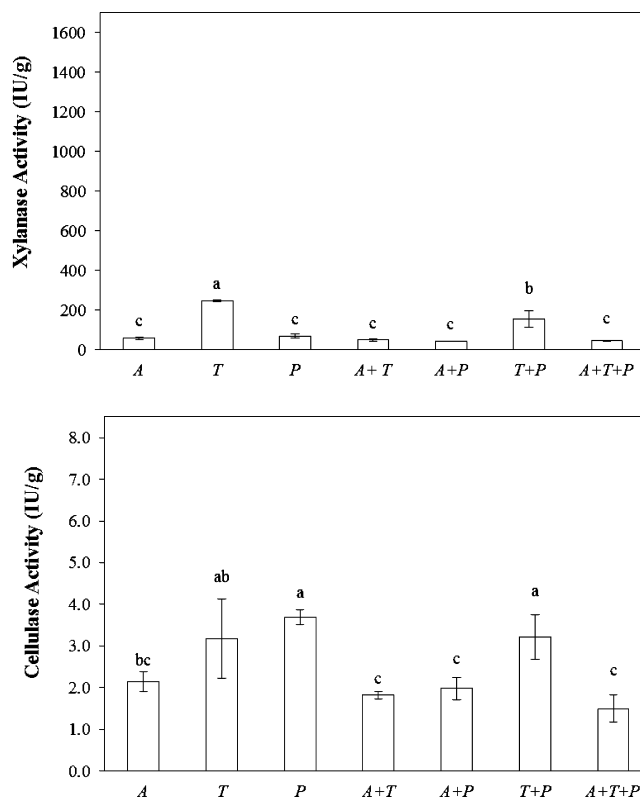 Xylanase Activity (IU/g)
1600
1400
1200
1000
800
600
400
200
0
c
a
c
c
c
b
c
A
T
P
A+ T
A+P
T+P
A+T+P
Cellulase Activity (IU/g)
8.0
7.0
6.0
5.0
4.0
3.0
2.0
1.0
0.0
bc
ab
a
c
c
a
c
A
T
P
A+T
A+P
T+P
A+T+P